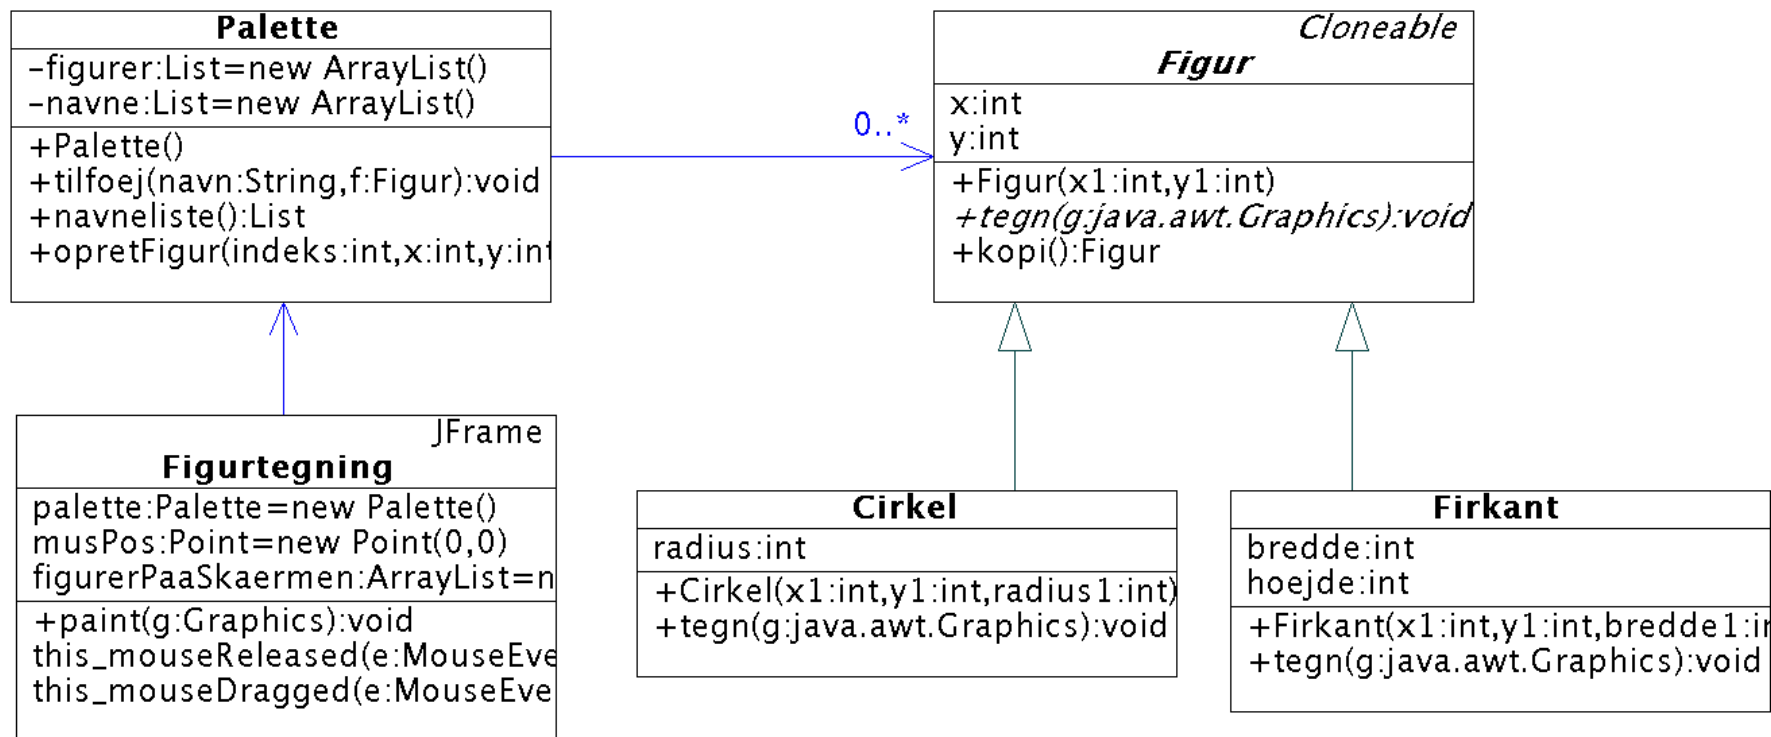 Palette
-figurer:List=new ArrayList()
-navne:List=new ArrayList()
+Palette()
+tilfoej(navn:String,f:Figur):void
+navneliste():List
+opretFigur(indeks:int,x:int,y:int
0..*
Cloneable
Figur
x:int
y:int
+Figur(x1:int,y1:int)
+tegn(g:java.awt.Graphics):void
+kopi():Figur
JFrame
Figurtegning
palette:Palette=new Palette()
musPos:Point=new Point(0,0)
figurerPaaSkaermen:ArrayList=n
+paint(g:Graphics):void
this_mouseReleased(e:MouseEve
this_mouseDragged(e:MouseEve
Cirkel
radius:int
+Cirkel(x1:int,y1:int,radius1:int)
+tegn(g:java.awt.Graphics):void
Firkant
bredde:int
hoejde:int
+Firkant(x1:int,y1:int,bredde1:in
+tegn(g:java.awt.Graphics):void